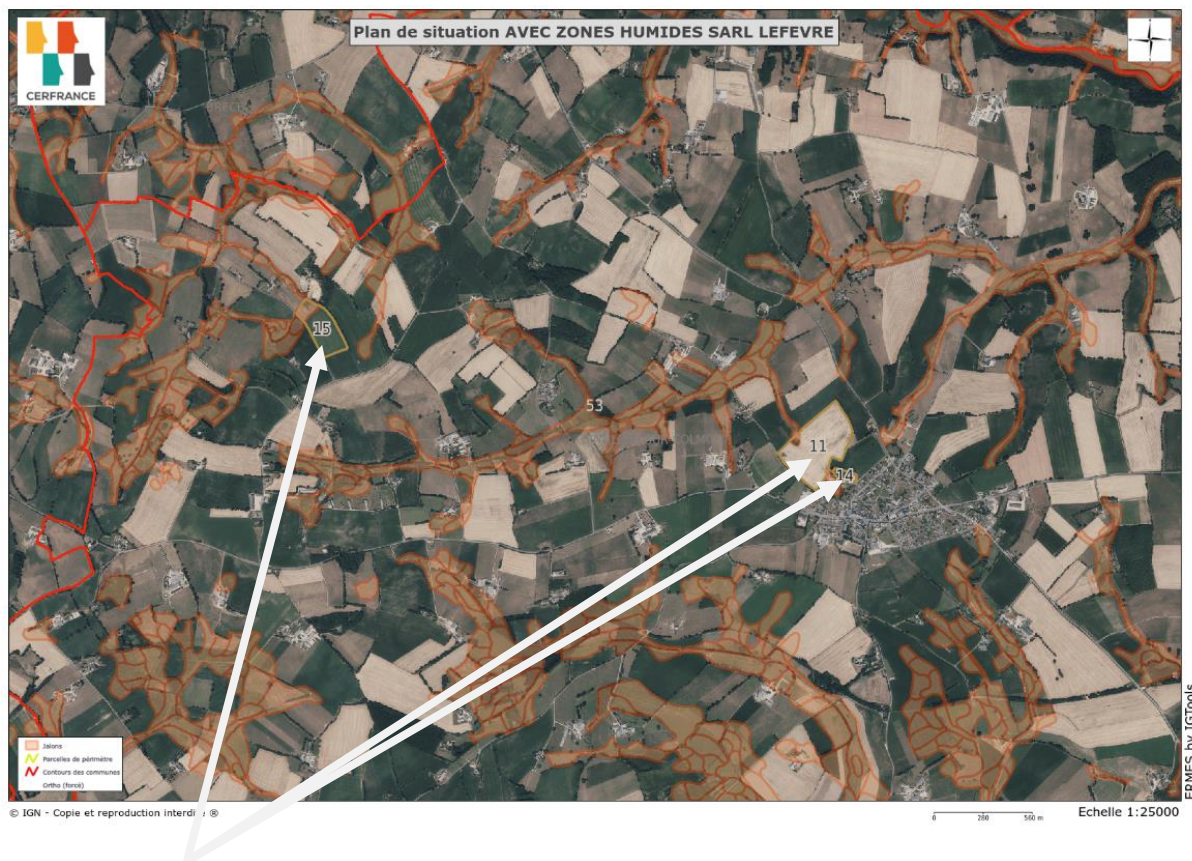 Plan de situation AVEC ZONES HUMIDES SARL LEFEVRE
CERFRANCE
15
53
11
14
Jalons
Parcelles de périmètre
Contours des communes
Ortho (forcé)
ERMES by IGTools
© IGN - Copie et reproduction interdite ®
0 280 560 m
Echelle 1:25000